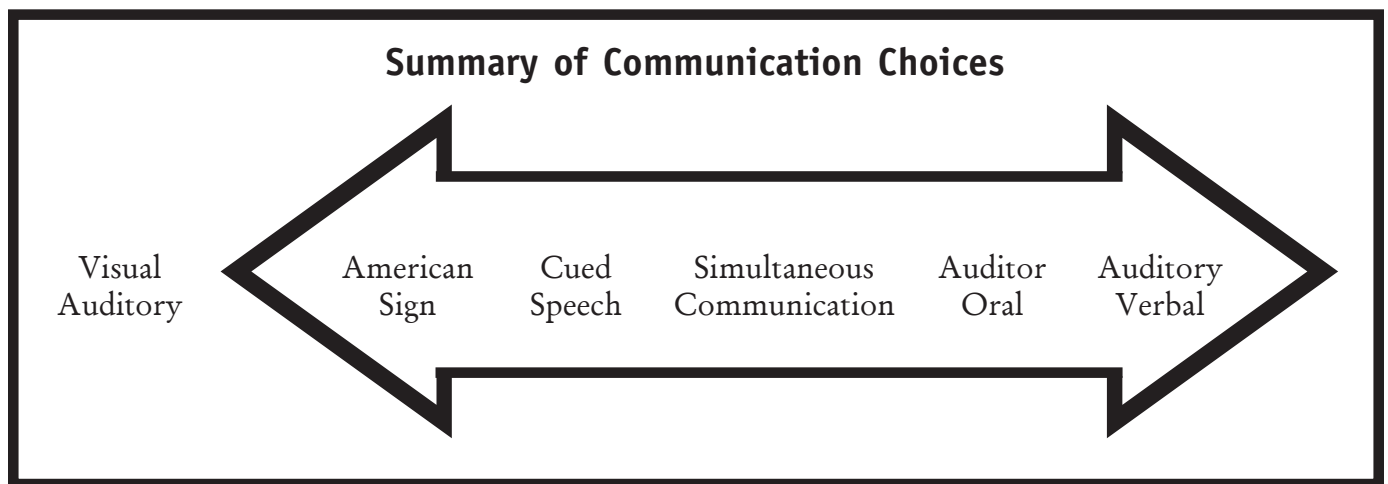 Summary of Communication Choices
Visual
Auditory
American
Sign
Cued
Speech
Simultaneous
Communication
Auditor
Oral
Auditory
Verbal